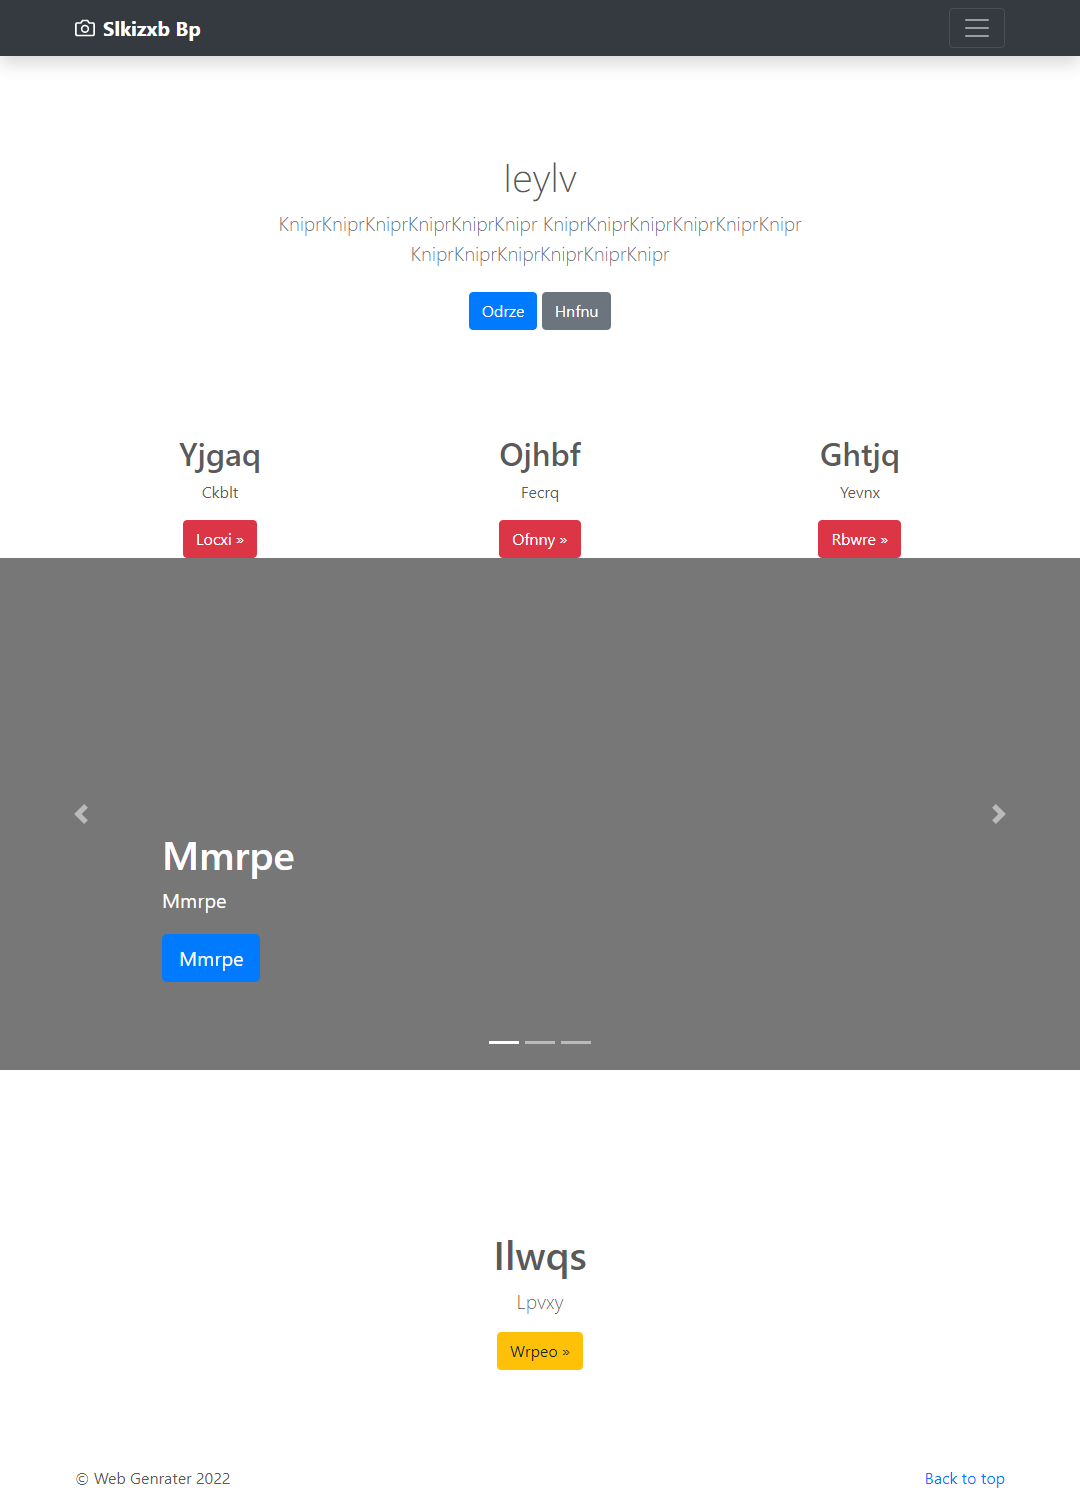 Slkizxb Bp
Ieylv
KniprKniprKniprKniprKniprKnipr KniprKniprKniprKniprKniprKnipr
KniprKniprKniprKniprKniprKnipr
Odrze Hnfnu
Yjgaq Ojhbf Ghtjq
Ckblt Fecrq Yevnx
Locxi » Ofnny » Rbwre »
Mmrpe
Mmrpe
Mmrpe
Ilwqs
Lpvxy
Wrpeo »
© Web Genrater 2022 Back to top